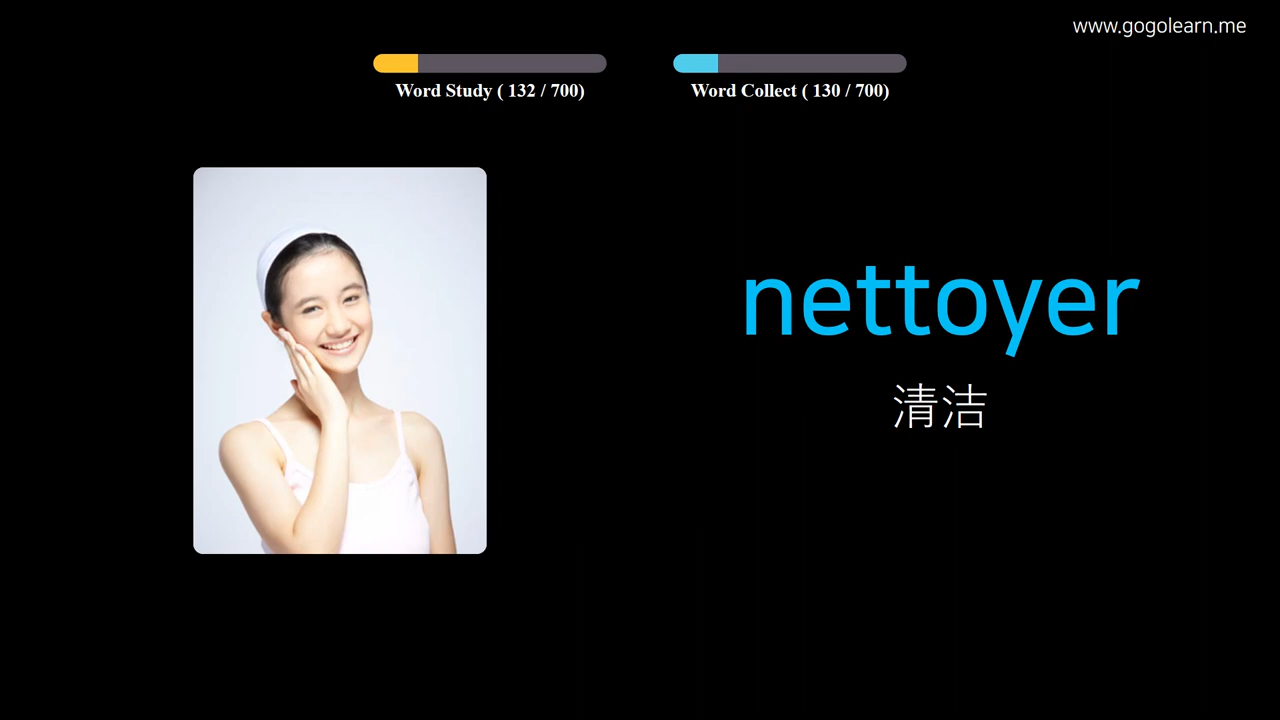 www.gogolearn.me
Word Study ( 132 / 700)
Word Collect ( 130 / 700)
nettoyer
清洁